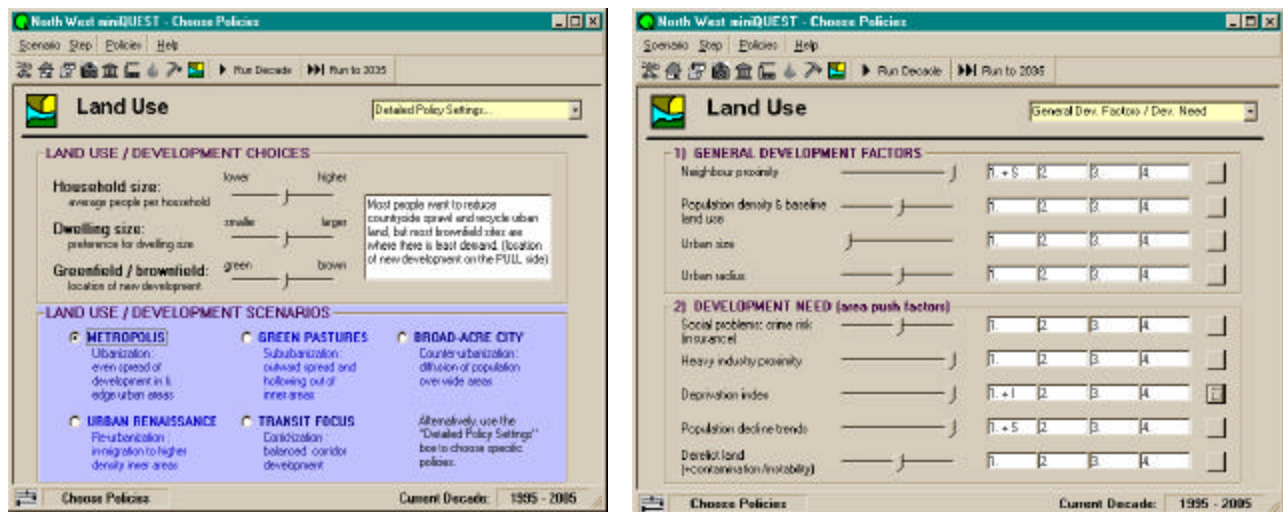 North West miniQUEST - Choose Policies
Scenario Step Policies Help
Run Decade Run to 2035
Land Use
Detailed Policy Settings...
LAND USE / DEVELOPMENT CHOICES
Household size:
average people per household
lower higher
Dwelling size:
preference for dwelling size
smaller larger
Greenfield / brownfield:
location of new development
green brown
Most people want to reduce
countryside sprawl and recycle urban
land, but most brownfield sites are
where there is least demand. (location
of new development on the PULL side)
LAND USE / DEVELOPMENT SCENARIOS
METROPOLIS
Urbanization:
even spread of
development in &
edge urban areas
GREEN PASTURES
Suburbanization:
outward spread and
hollowing out of
inner areas
BROAD-ACRE CITY
Counter-urbanization:
diffusion of population
over wide areas
URBAN RENAISSANCE
Re-urbanization:
immigration to higher
density inner areas
TRANSIT FOCUS
Corridization:
balanced corridor
development
Alternatively, use the
"Detailed Policy Settings"
box to choose specific
policies.
Choose Policies Current Decade: 1995 - 2005
North West miniQUEST - Choose Policies
Scenario Step Policies Help
Run Decade Run to 2035
Land Use
General Dev. Factors / Dev. Need
1) GENERAL DEVELOPMENT FACTORS
Neighbour proximity 1. + 5 2. 3. 4.
Population density & baseline
land use 1. 2. 3. 4.
Urban size 1. 2. 3. 4.
Urban radius 1. 2. 3. 4.
2) DEVELOPMENT NEED (area push factors)
Social problems: crime risk
(insurance) 1. 2. 3. 4.
Heavy industry proximity 1. 2. 3. 4.
Deprivation index 1. + 1 2. 3. 4.
Population decline trends 1. + 5 2. 3. 4.
Derelict land
(+contamination/instability) 1. 2. 3. 4.
Choose Policies Current Decade: 1995 - 2005